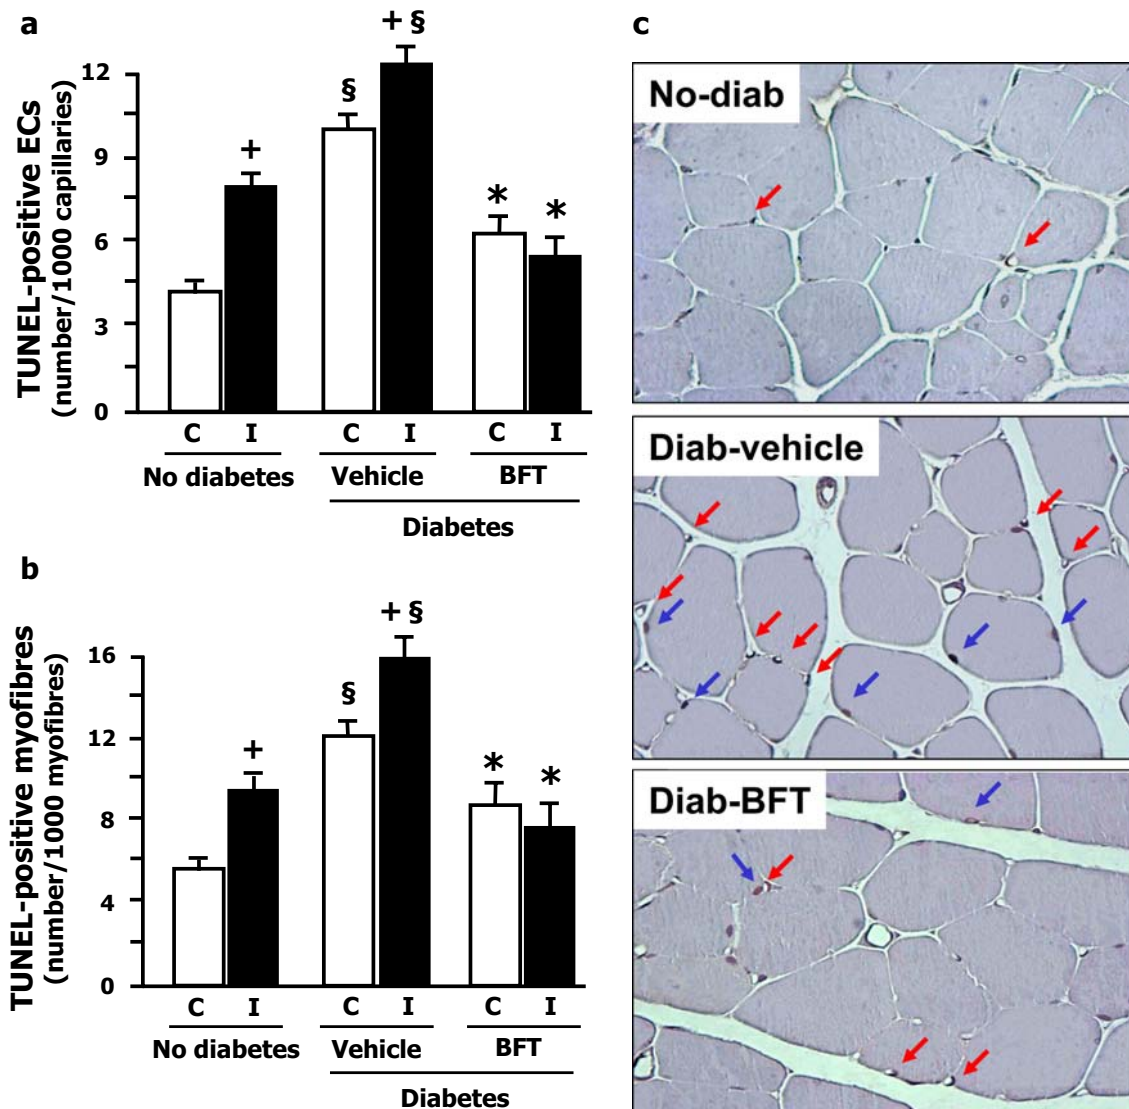 a
TUNEL-positive ECs
(number/1000 capillaries)
12
9
6
3
0
+
§
+ §
*
*
C I C I C I
No diabetes Vehicle BFT
Diabetes
b
TUNEL-positive myofibres
(number/1000 myofibres)
16
12
8
4
0
+
§
+ §
*
*
C I C I C I
No diabetes Vehicle BFT
Diabetes
c
No-diab
Diab-vehicle
Diab-BFT